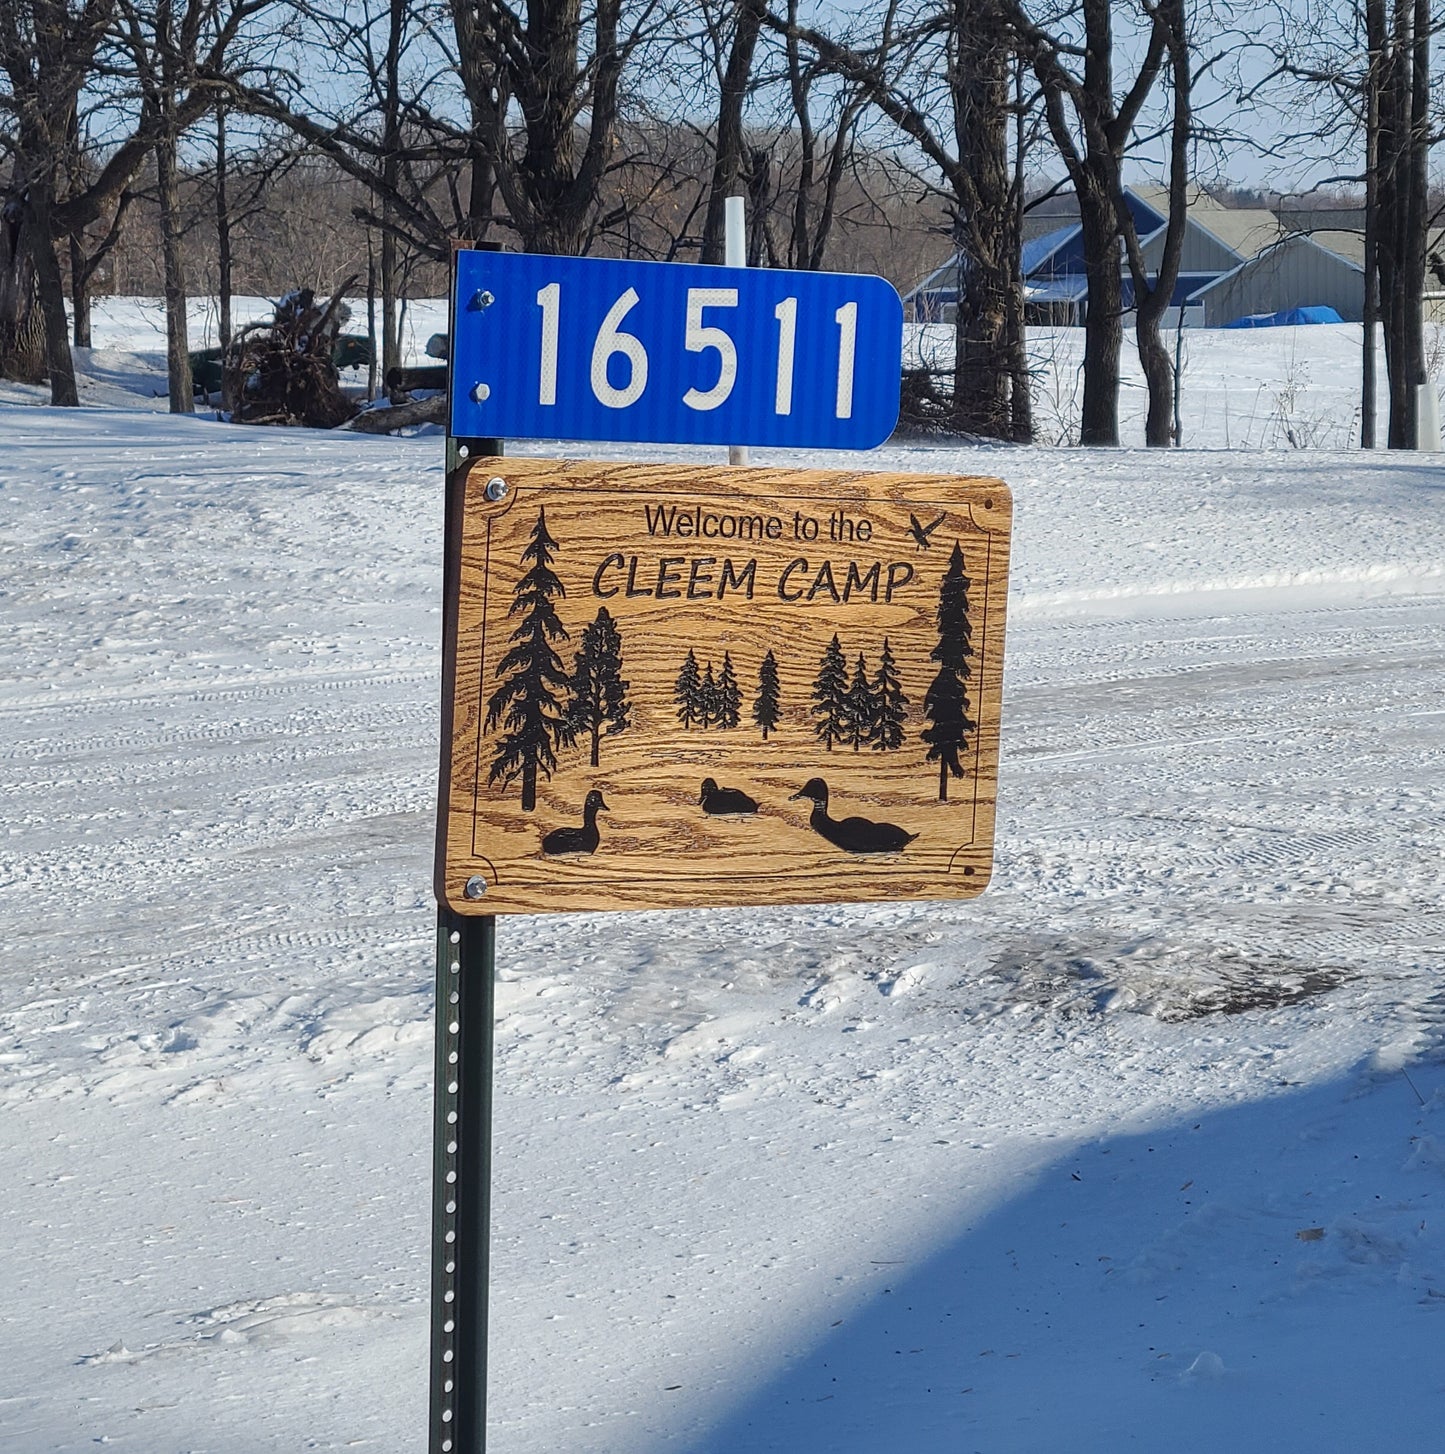 16511
Welcome to the
CLEEM CAMP